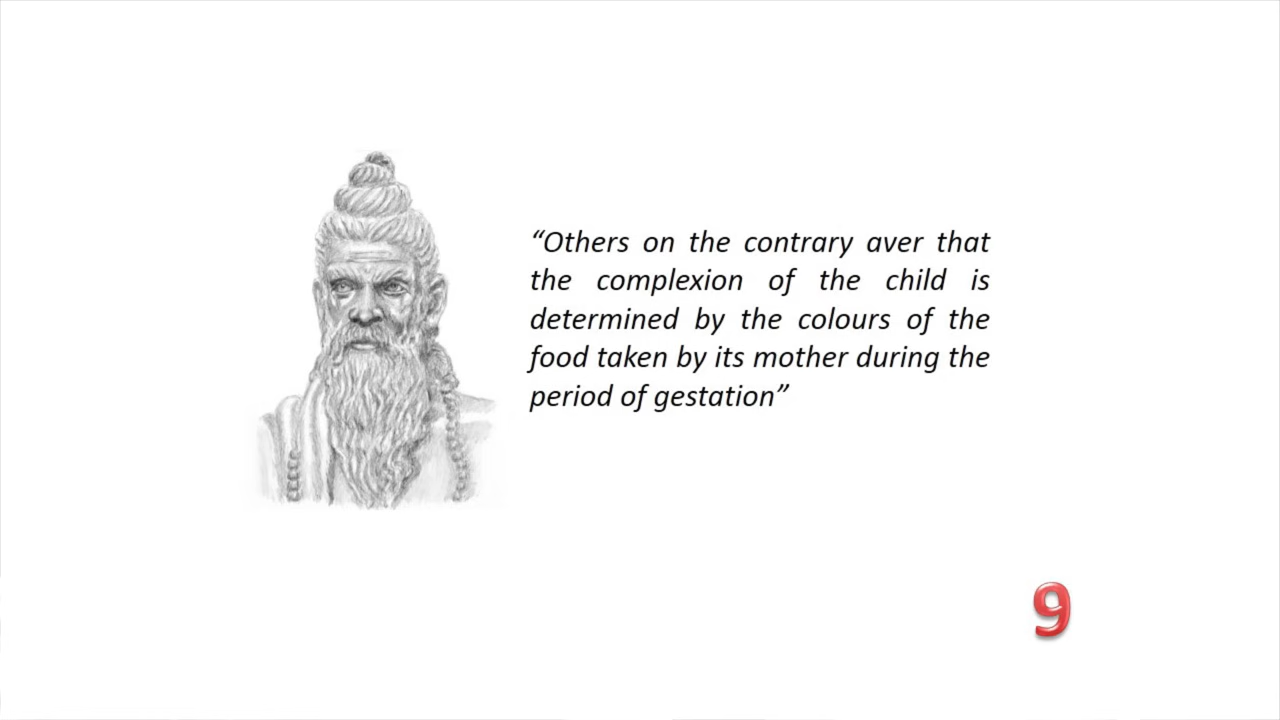 “Others on the contrary aver that
the complexion of the child is
determined by the colours of the
food taken by its mother during the
period of gestation”
9